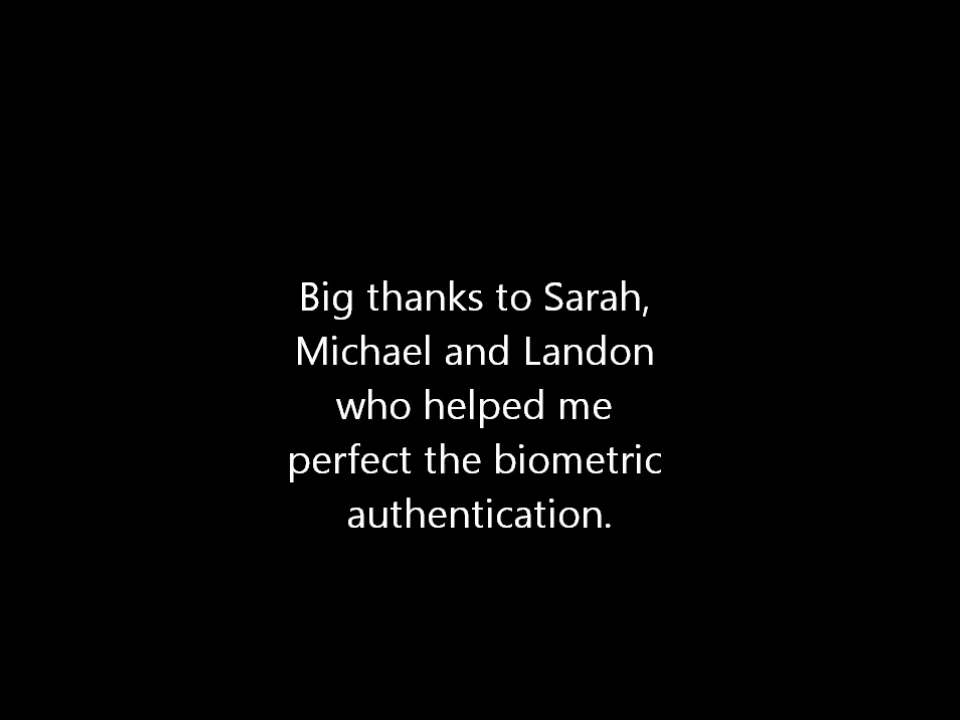 Big thanks to Sarah,
Michael and Landon
who helped me
perfect the biometric
authentication.